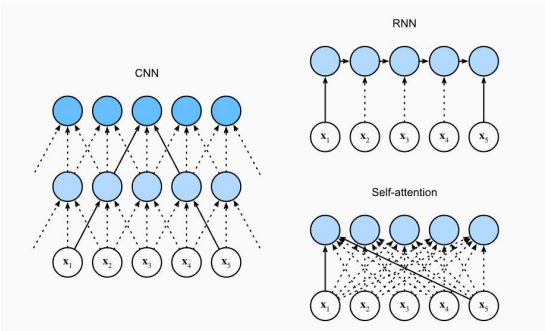 CNN
x1 x2 x3 x4 x5
RNN
x1 x2 x3 x4 x5
Self-attention
x1 x2 x3 x4 x5